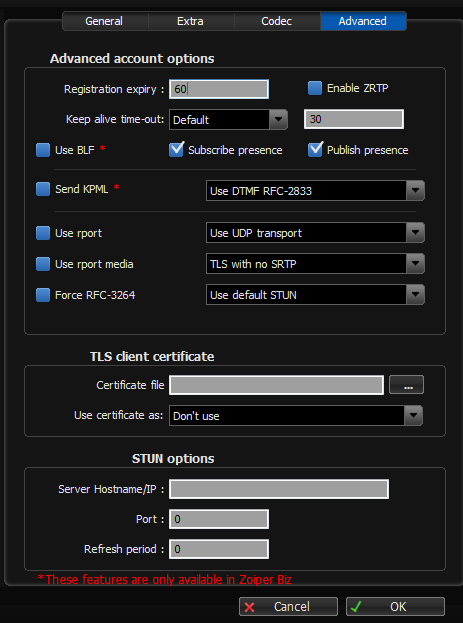 General Extra Codec Advanced
Advanced account options
Registration expiry : 60 Enable ZRTP
Keep alive time-out: Default 30
Use BLF * Subscribe presence Publish presence
Send KPML * Use DTMF RFC-2833
Use rport Use UDP transport
Use rport media TLS with no SRTP
Force RFC-3264 Use default STUN
TLS client certificate
Certificate file ...
Use certificate as: Don't use
STUN options
Server Hostname/IP :
Port : 0
Refresh period : 0
*These features are only available in Zoiper Biz
Cancel OK